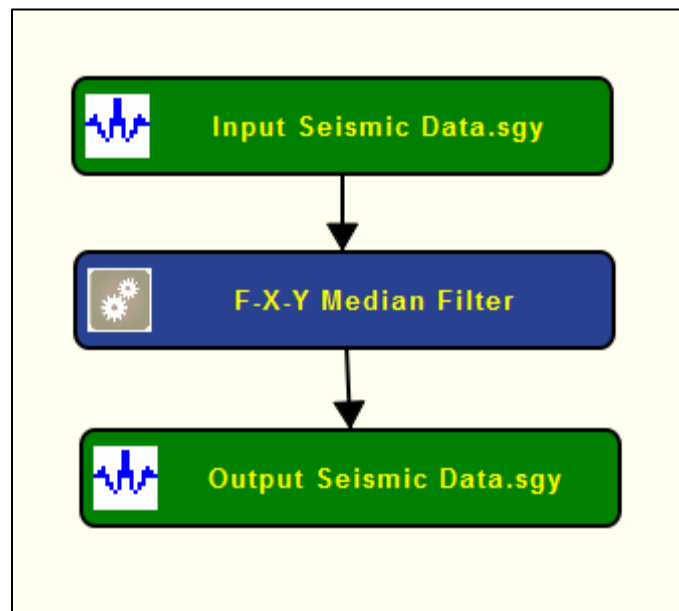 Input Seismic Data.sgy
F-X-Y Median Filter
Output Seismic Data.sgy